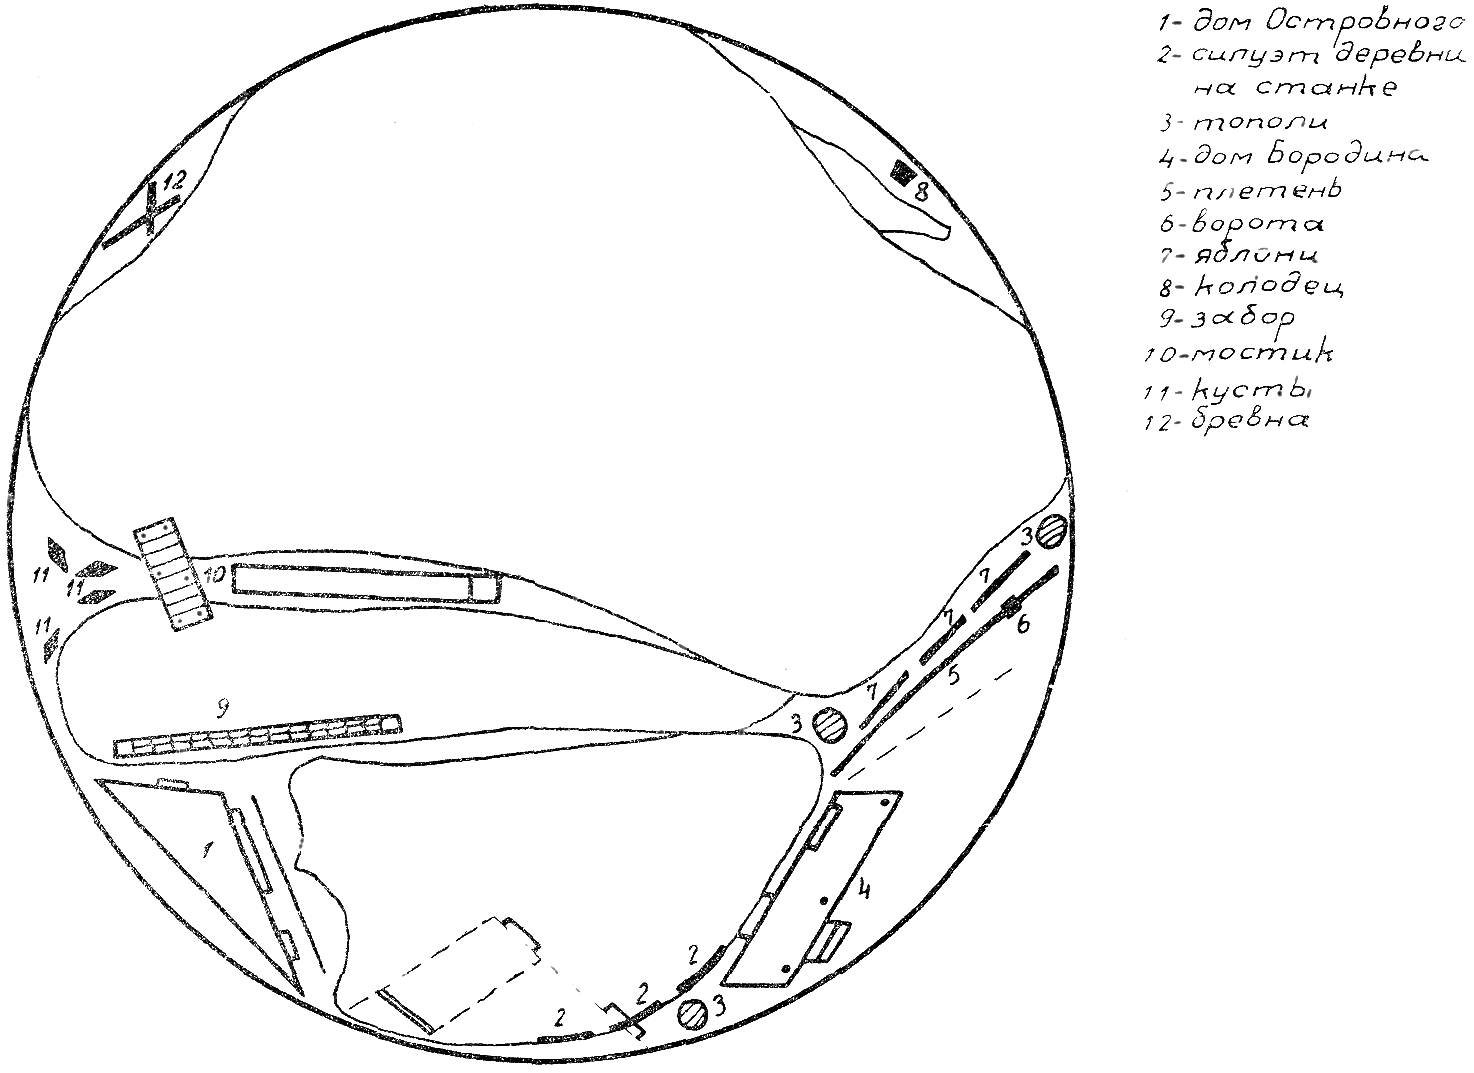 1- дом Островного
2- силуэт деревни
на станке
3- тополи
4- дом Бородина
5- плетень
6- ворота
7- яблони
8- колодец
9- забор
10- мостик
11- кусты
12- бревна
12
8
3
7
10
11
11
7
6
11
5
7
9
3
1
4
2
2
3
2